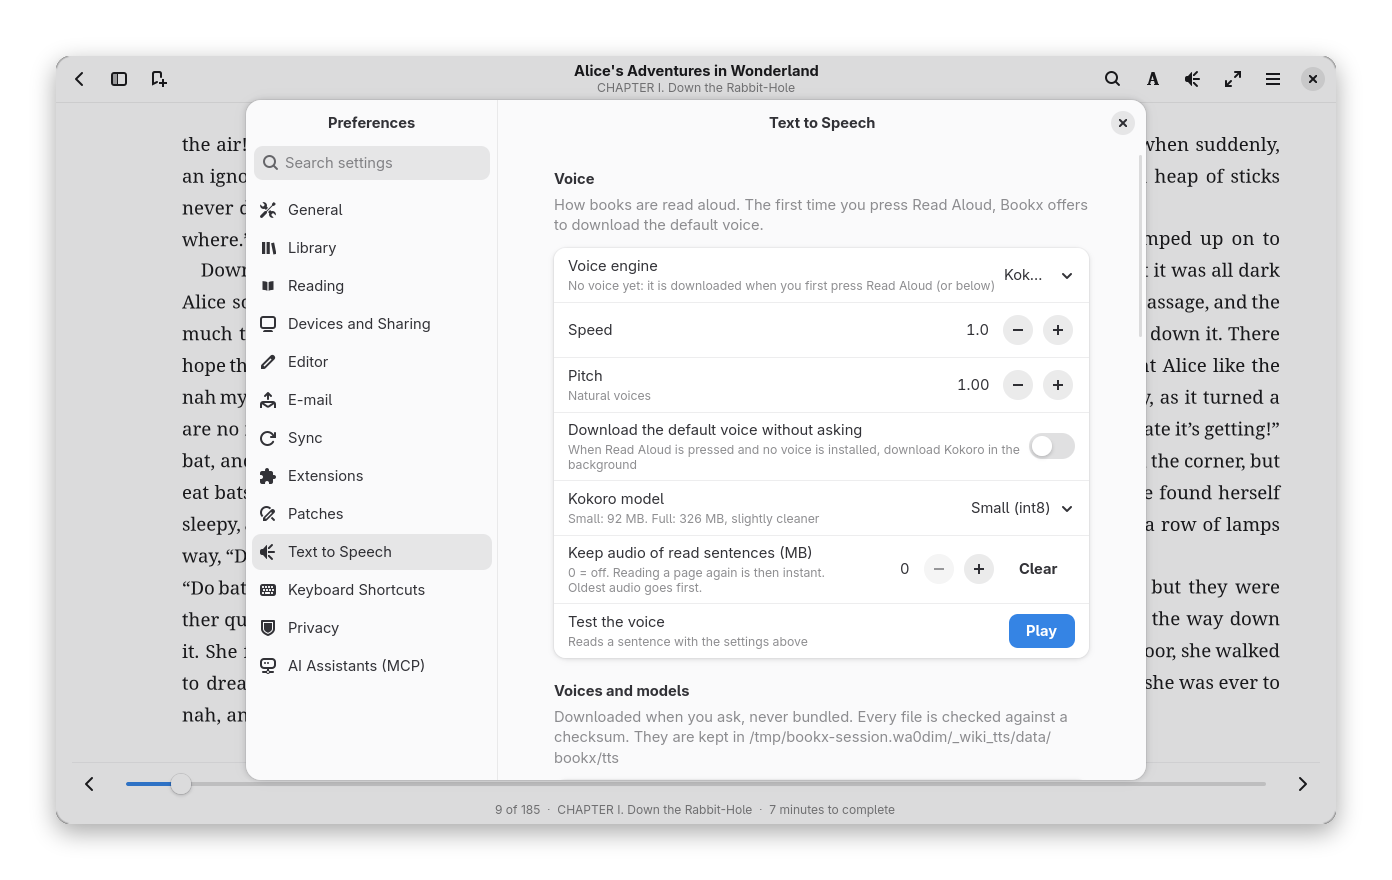 Alice's Adventures in Wonderland
CHAPTER I. Down the Rabbit-Hole
Preferences
Search settings
General
Library
Reading
Devices and Sharing
Editor
E-mail
Sync
Extensions
Patches
Text to Speech
Keyboard Shortcuts
Privacy
AI Assistants (MCP)
Text to Speech
Voice
How books are read aloud. The first time you press Read Aloud, Bookx offers
to download the default voice.
Voice engine
No voice yet: it is downloaded when you first press Read Aloud (or below)
Kok...
Speed
1.0
Pitch
Natural voices
1.00
Download the default voice without asking
When Read Aloud is pressed and no voice is installed, download Kokoro in the
background
Kokoro model
Small: 92 MB. Full: 326 MB, slightly cleaner
Small (int8)
Keep audio of read sentences (MB)
0 = off. Reading a page again is then instant.
Oldest audio goes first.
0
Clear
Test the voice
Reads a sentence with the settings above
Play
Voices and models
Downloaded when you ask, never bundled. Every file is checked against a
checksum. They are kept in /tmp/bookx-session.wa0dim/_wiki_tts/data/
bookx/tts
the air!
an igno
never d
where.”
Down
Alice so
much t
hope th
nah my
are no
bat, and
eat bats
sleepy,
way, “D
“Do bat
ther qu
it. She
to drea
nah, an
when suddenly,
heap of sticks
mped up on to
it was all dark
assage, and the
down it. There
t Alice like the
, as it turned a
ate it’s getting!”
the corner, but
e found herself
a row of lamps
but they were
the way down
oor, she walked
she was ever to
9 of 185 · CHAPTER I. Down the Rabbit-Hole · 7 minutes to complete